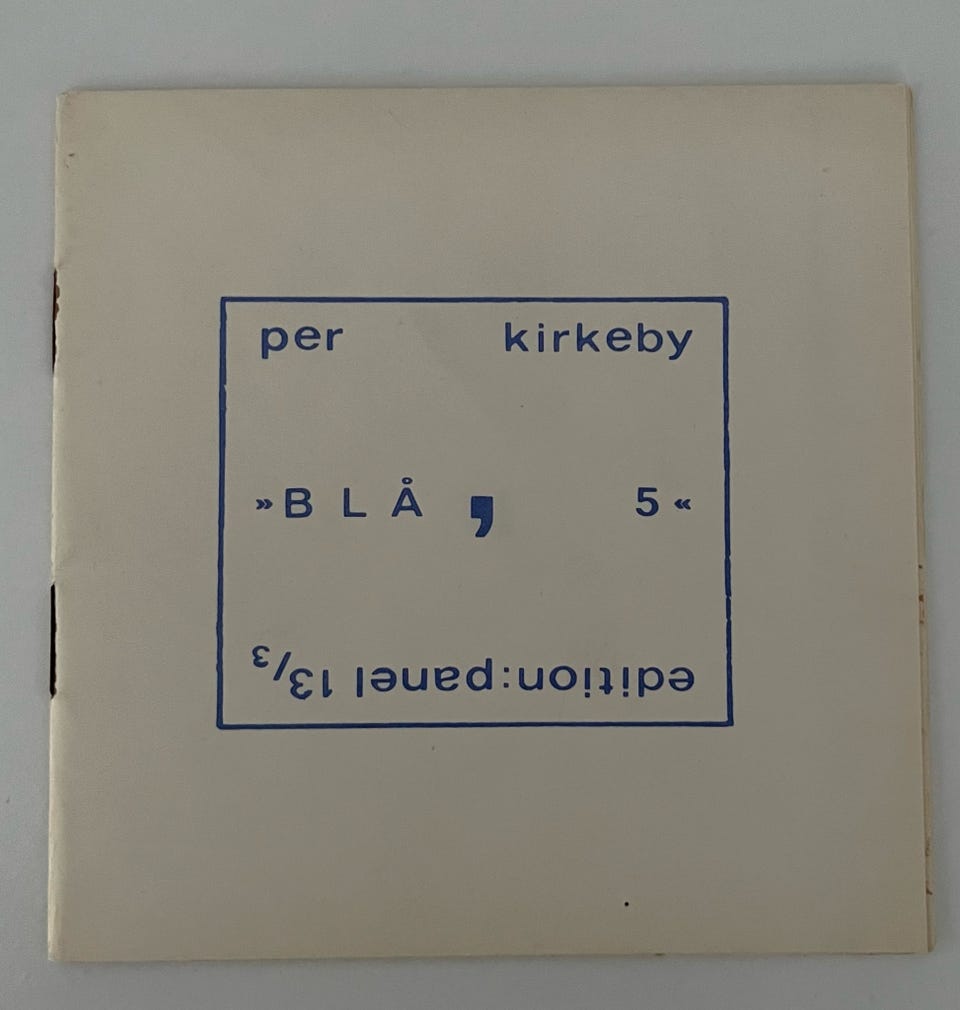 per kirkeby
»BLÅ , 5«
edition:panel 13/3